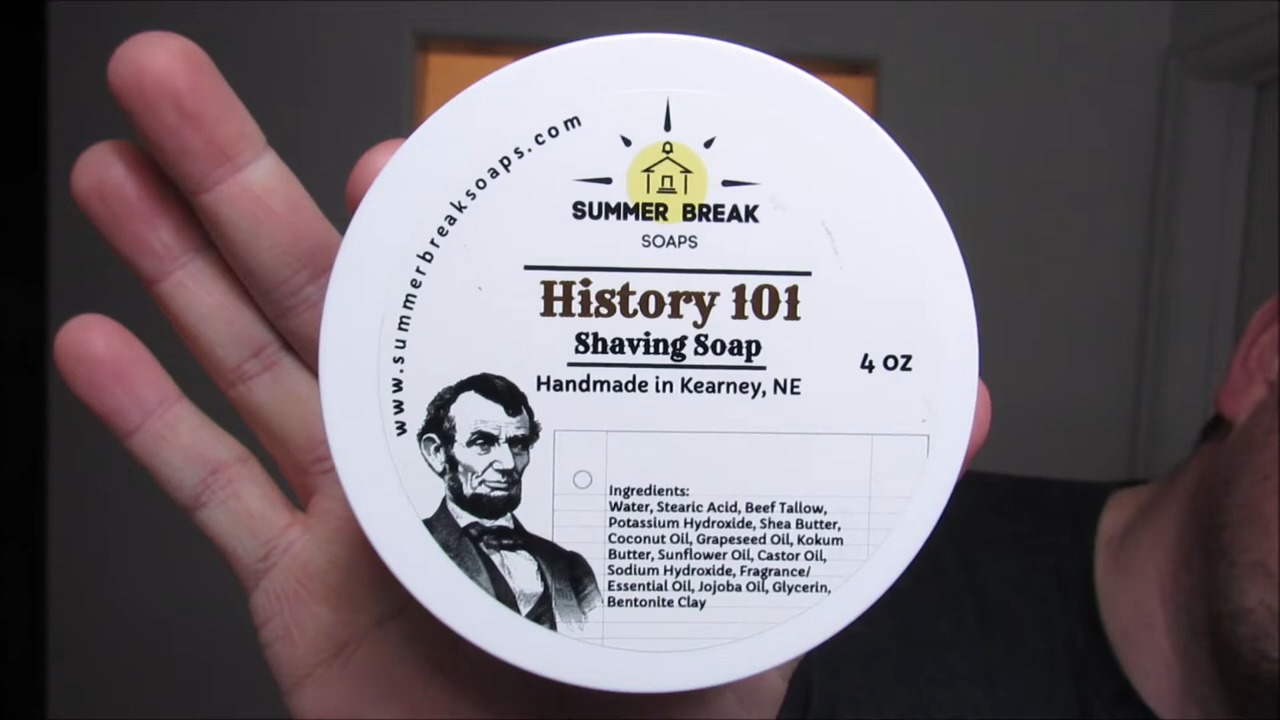 www.summerbreaksoaps.com
SUMMER BREAK
SOAPS
History 101
Shaving Soap
Handmade in Kearney, NE
4 oz
Ingredients:
Water, Stearic Acid, Beef Tallow,
Potassium Hydroxide, Shea Butter,
Coconut Oil, Grapeseed Oil, Kokum
Butter, Sunflower Oil, Castor Oil,
Sodium Hydroxide, Fragrance/
Essential Oil, Jojoba Oil, Glycerin,
Bentonite Clay